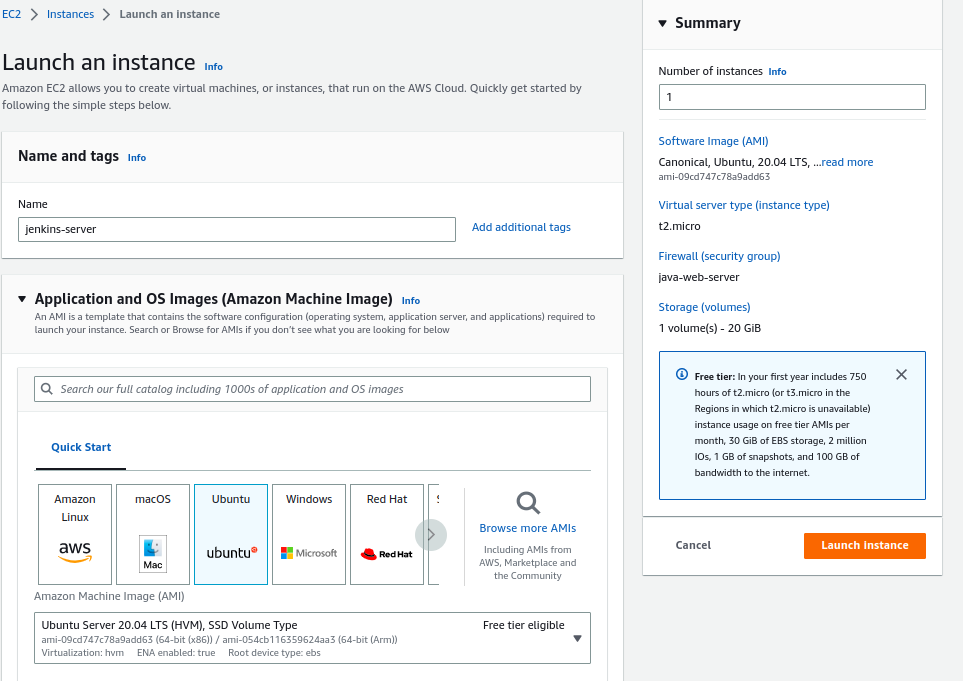 EC2 > Instances > Launch an instance
Launch an instance Info
Amazon EC2 allows you to create virtual machines, or instances, that run on the AWS Cloud. Quickly get started by
following the simple steps below.
Name and tags Info
Name
jenkins-server
Add additional tags
Application and OS Images (Amazon Machine Image) Info
An AMI is a template that contains the software configuration (operating system, application server, and applications) required to
launch your instance. Search or Browse for AMIs if you don't see what you are looking for below
Search our full catalog including 1000s of application and OS images
Quick Start
Amazon
Linux
aws
macOS
Mac
Ubuntu
ubuntu
Windows
Microsoft
Red Hat
Red Hat
Browse more AMIs
Including AMIs from
AWS, Marketplace and
the Community
Amazon Machine Image (AMI)
Ubuntu Server 20.04 LTS (HVM), SSD Volume Type
Free tier eligible
ami-09cd747c78a9add63 (64-bit (x86)) / ami-054cb116359624aa3 (64-bit (Arm))
Virtualization: hvm ENA enabled: true Root device type: ebs
Summary
Number of instances Info
1
Software Image (AMI)
Canonical, Ubuntu, 20.04 LTS, ...read more
ami-09cd747c78a9add63
Virtual server type (instance type)
t2.micro
Firewall (security group)
java-web-server
Storage (volumes)
1 volume(s) - 20 GiB
Free tier: In your first year includes 750
hours of t2.micro (or t3.micro in the
Regions in which t2.micro is unavailable)
instance usage on free tier AMIs per
month, 30 GiB of EBS storage, 2 million
IOs, 1 GB of snapshots, and 100 GB of
bandwidth to the internet.
Cancel
Launch instance